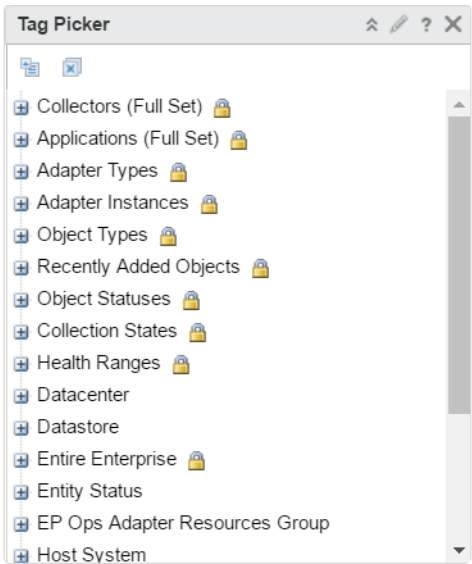 Tag Picker ?
Collectors (Full Set)
Applications (Full Set)
Adapter Types
Adapter Instances
Object Types
Recently Added Objects
Object Statuses
Collection States
Health Ranges
Datacenter
Datastore
Entire Enterprise
Entity Status
EP Ops Adapter Resources Group
Host System